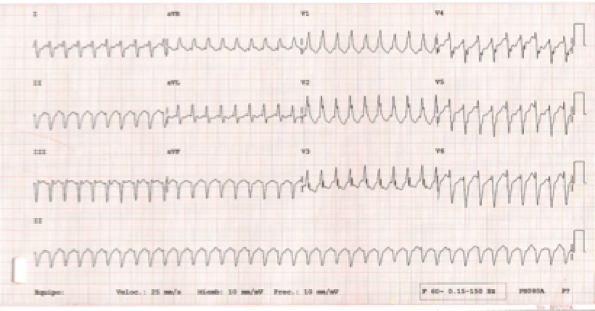 I aVR V1 V4
II aVL V2 V5
III aVF V3 V6
II
Equipo: Veloc.: 25 mm/s Miemb: 10 mm/mV Prec.: 10 mm/mV F 60- 0.15-150 Hz